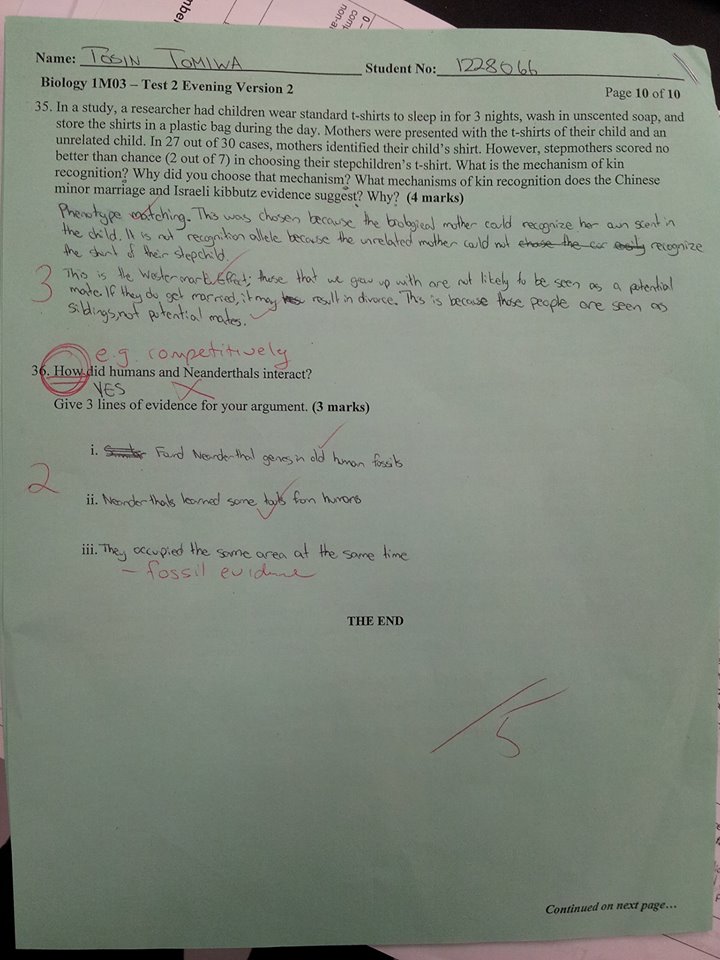 Name: TOSIN TOMIWA Student No: 1228066
Biology 1M03 – Test 2 Evening Version 2 Page 10 of 10
35. In a study, a researcher had children wear standard t-shirts to sleep in for 3 nights, wash in unscented soap, and
store the shirts in a plastic bag during the day. Mothers were presented with the t-shirts of their child and an
unrelated child. In 27 out of 30 cases, mothers identified their child's shirt. However, stepmothers scored no
better than chance (2 out of 7) in choosing their stepchildren's t-shirt. What is the mechanism of kin
recognition? Why did you choose that mechanism? What mechanisms of kin recognition does the Chinese
minor marriage and Israeli kibbutz evidence suggest? Why? (4 marks)
Phenotype matching. This was chosen because the biological mother could recognize her own scent in
the child. It is not recognition allele because the unrelated mother could not chose the recognize
the shirt of their stepchild.
3
This is the Westermark Effect; those that we grew up with are not likely to be seen as a potential
mate. If they do get married, it may result in divorce. This is because those people are seen as
siblings, not potential mates.
e.g. competitively
36. How did humans and Neanderthals interact?
YES
Give 3 lines of evidence for your argument. (3 marks)
i. Found Neanderthal genes in old human fossils
2
ii. Neanderthals learned some tools from humans
iii. They occupied the same area at the same time
– fossil evidence
THE END
/5
Continued on next page…